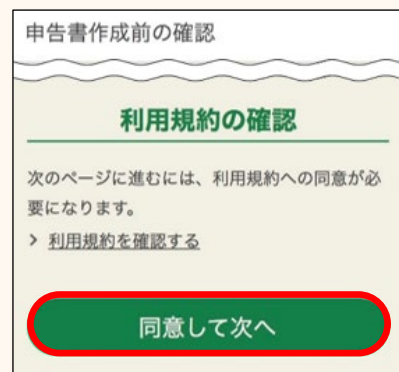 申告書作成前の確認
利用規約の確認
次のページに進むには、利用規約への同意が必
要になります。
> 利用規約を確認する
同意して次へ